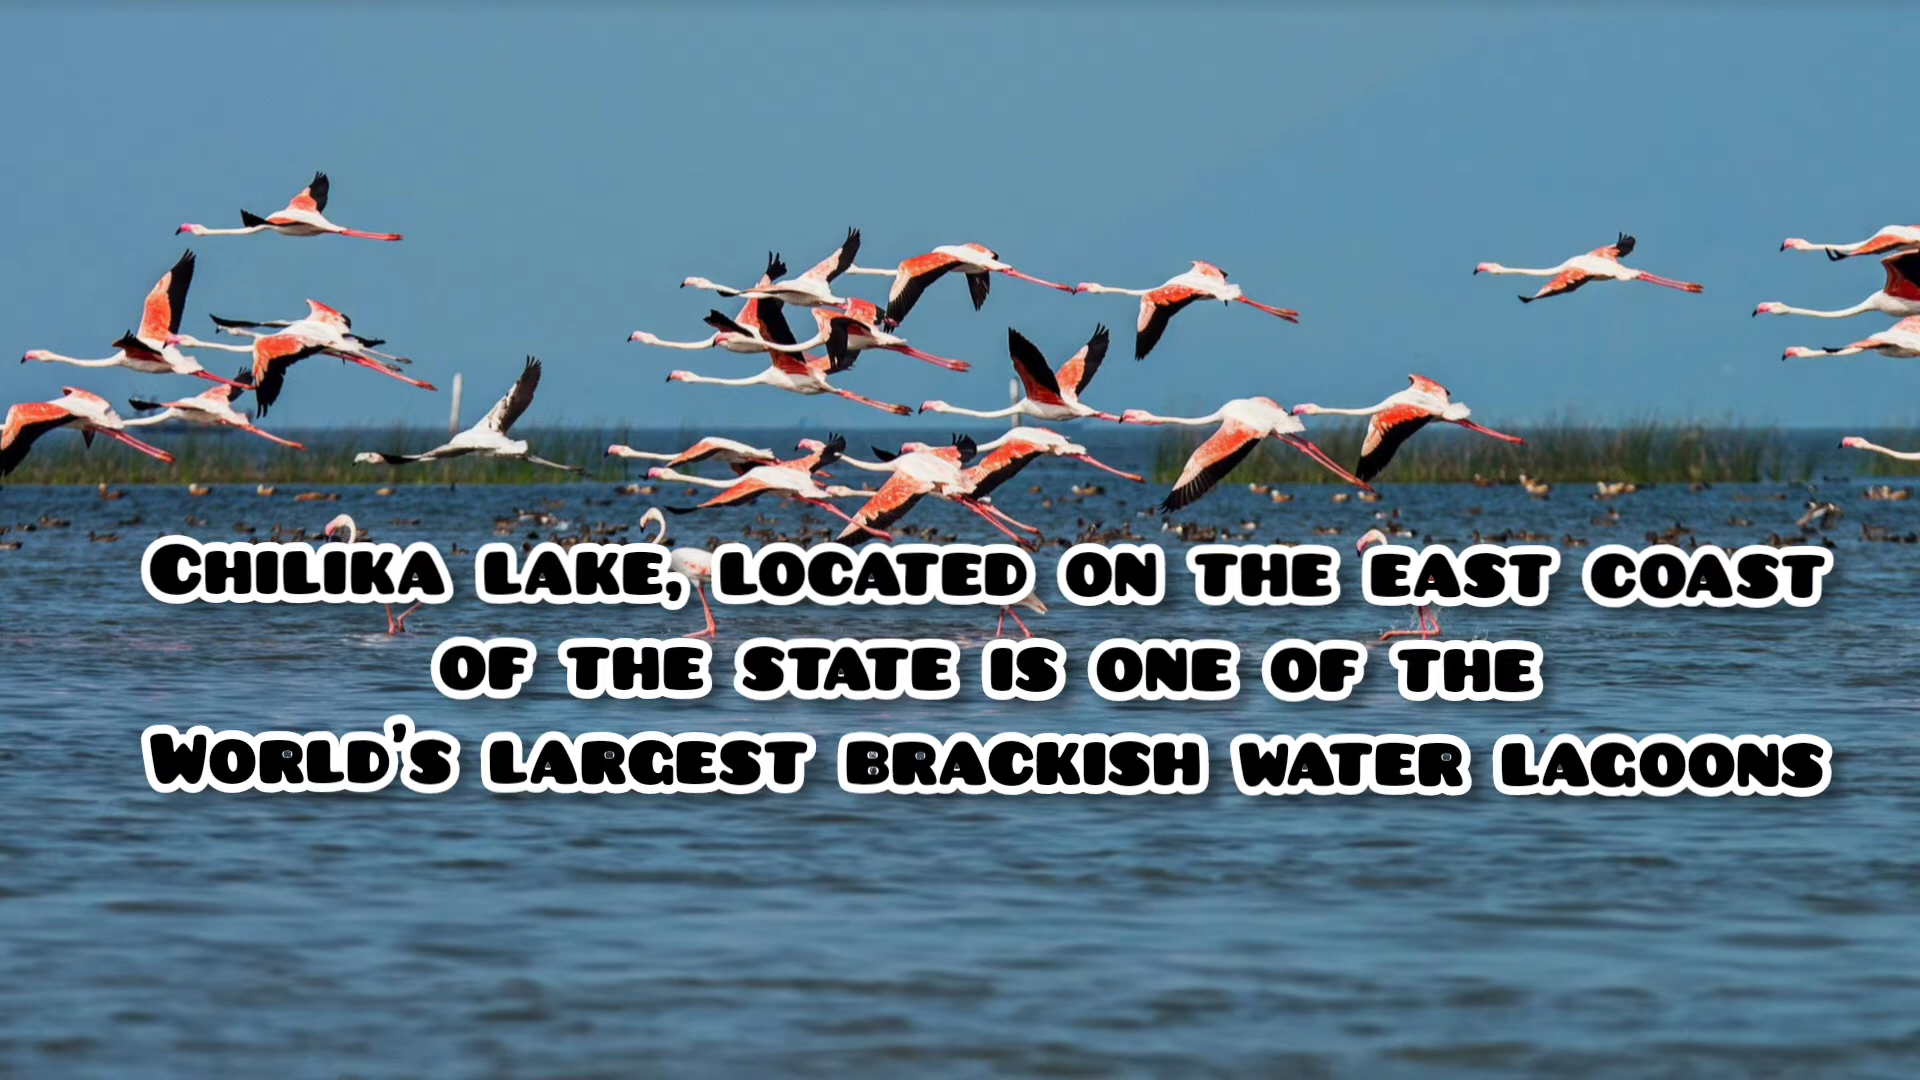 Chilika lake, located on the east coast
of the state is one of the
World's largest brackish water lagoons